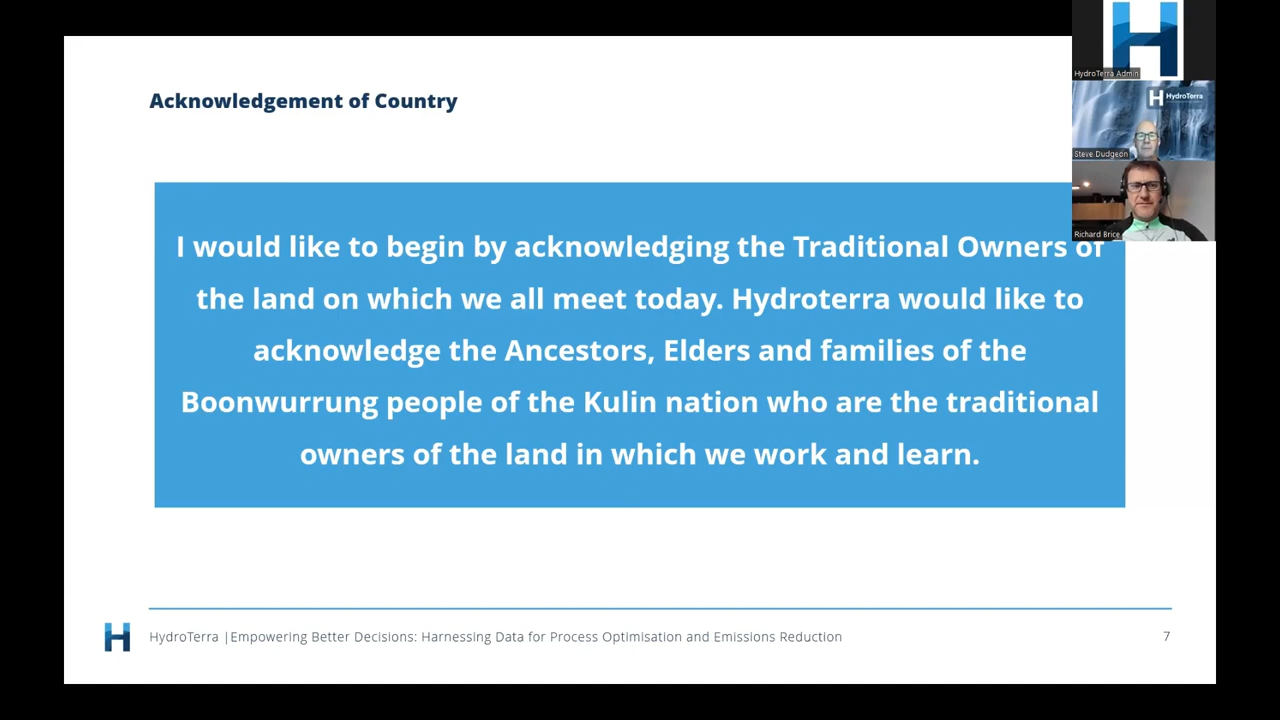 Acknowledgement of Country
HydroTerra Admin
HydroTerra
Steve Dudgeon
Richard Brice
I would like to begin by acknowledging the Traditional Owners of
the land on which we all meet today. Hydroterra would like to
acknowledge the Ancestors, Elders and families of the
Boonwurrung people of the Kulin nation who are the traditional
owners of the land in which we work and learn.
HydroTerra |Empowering Better Decisions: Harnessing Data for Process Optimisation and Emissions Reduction
7